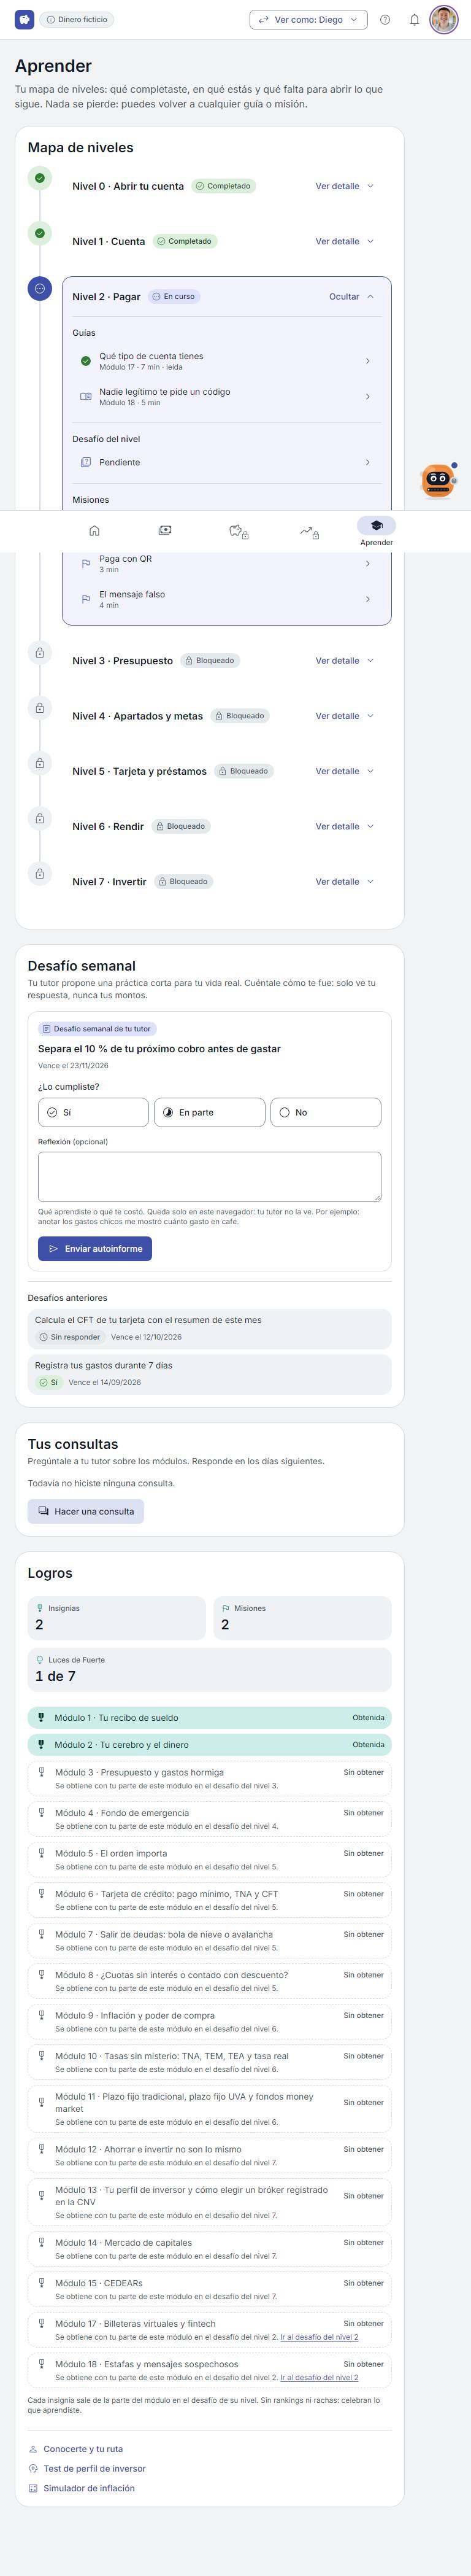 Dinero ficticio
Ver como: Diego
Aprender
Tu mapa de niveles: qué completaste, en qué estás y qué falta para abrir lo que
sigue. Nada se pierde: puedes volver a cualquier guía o misión.
Mapa de niveles
Nivel 0 · Abrir tu cuenta
Completado
Ver detalle
Nivel 1 · Cuenta
Completado
Ver detalle
Nivel 2 · Pagar
En curso
Ocultar
Guías
Qué tipo de cuenta tienes
Módulo 17 · 7 min · leída
Nadie legítimo te pide un código
Módulo 18 · 5 min
Desafío del nivel
Pendiente
Misiones
Aprender
Paga con QR
3 min
El mensaje falso
4 min
Nivel 3 · Presupuesto
Bloqueado
Ver detalle
Nivel 4 · Apartados y metas
Bloqueado
Ver detalle
Nivel 5 · Tarjeta y préstamos
Bloqueado
Ver detalle
Nivel 6 · Rendir
Bloqueado
Ver detalle
Nivel 7 · Invertir
Bloqueado
Ver detalle
Desafío semanal
Tu tutor propone una práctica corta para tu vida real. Cuéntale cómo te fue: solo ve tu
respuesta, nunca tus montos.
Desafío semanal de tu tutor
Separa el 10 % de tu próximo cobro antes de gastar
Vence el 23/11/2026
¿Lo cumpliste?
Sí
En parte
No
Reflexión (opcional)
Qué aprendiste o qué te costó. Queda solo en este navegador: tu tutor no la ve. Por ejemplo:
anotar los gastos chicos me mostró cuánto gasto en café.
Enviar autoinforme
Desafíos anteriores
Calcula el CFT de tu tarjeta con el resumen de este mes
Sin responder
Vence el 12/10/2026
Registra tus gastos durante 7 días
Sí
Vence el 14/09/2026
Tus consultas
Pregúntale a tu tutor sobre los módulos. Responde en los días siguientes.
Todavía no hiciste ninguna consulta.
Hacer una consulta
Logros
Insignias
2
Misiones
2
Luces de Fuerte
1 de 7
Módulo 1 · Tu recibo de sueldo
Obtenida
Módulo 2 · Tu cerebro y el dinero
Obtenida
Módulo 3 · Presupuesto y gastos hormiga
Sin obtener
Se obtiene con tu parte de este módulo en el desafío del nivel 3.
Módulo 4 · Fondo de emergencia
Sin obtener
Se obtiene con tu parte de este módulo en el desafío del nivel 4.
Módulo 5 · El orden importa
Sin obtener
Se obtiene con tu parte de este módulo en el desafío del nivel 5.
Módulo 6 · Tarjeta de crédito: pago mínimo, TNA y CFT
Sin obtener
Se obtiene con tu parte de este módulo en el desafío del nivel 5.
Módulo 7 · Salir de deudas: bola de nieve o avalancha
Sin obtener
Se obtiene con tu parte de este módulo en el desafío del nivel 5.
Módulo 8 · ¿Cuotas sin interés o contado con descuento?
Sin obtener
Se obtiene con tu parte de este módulo en el desafío del nivel 5.
Módulo 9 · Inflación y poder de compra
Sin obtener
Se obtiene con tu parte de este módulo en el desafío del nivel 6.
Módulo 10 · Tasas sin misterio: TNA, TEM, TEA y tasa real
Sin obtener
Se obtiene con tu parte de este módulo en el desafío del nivel 6.
Módulo 11 · Plazo fijo tradicional, plazo fijo UVA y fondos money
market
Sin obtener
Se obtiene con tu parte de este módulo en el desafío del nivel 6.
Módulo 12 · Ahorrar e invertir no son lo mismo
Sin obtener
Se obtiene con tu parte de este módulo en el desafío del nivel 7.
Módulo 13 · Tu perfil de inversor y cómo elegir un bróker registrado
en la CNV
Sin obtener
Se obtiene con tu parte de este módulo en el desafío del nivel 7.
Módulo 14 · Mercado de capitales
Sin obtener
Se obtiene con tu parte de este módulo en el desafío del nivel 7.
Módulo 15 · CEDEARs
Sin obtener
Se obtiene con tu parte de este módulo en el desafío del nivel 7.
Módulo 17 · Billeteras virtuales y fintech
Sin obtener
Se obtiene con tu parte de este módulo en el desafío del nivel 2. Ir al desafío del nivel 2
Módulo 18 · Estafas y mensajes sospechosos
Sin obtener
Se obtiene con tu parte de este módulo en el desafío del nivel 2. Ir al desafío del nivel 2
Cada insignia sale de la parte del módulo en el desafío de su nivel. Sin rankings ni rachas: celebran lo
que aprendiste.
Conocerte y tu ruta
Test de perfil de inversor
Simulador de inflación